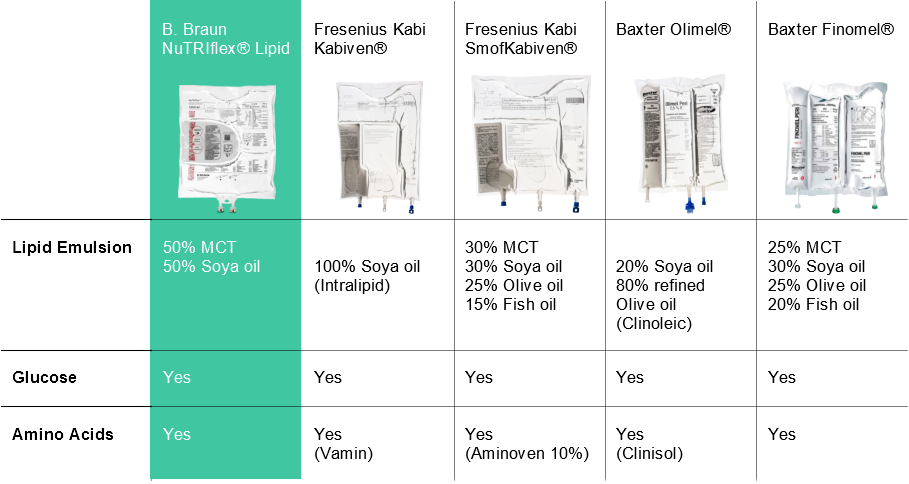 B. Braun
NuTRIflex® Lipid
Fresenius Kabi
Kabiven®
Fresenius Kabi
SmofKabiven®
Baxter Olimel®
Baxter Finomel®
Lipid Emulsion
50% MCT
50% Soya oil
100% Soya oil
(Intralipid)
30% MCT
30% Soya oil
25% Olive oil
15% Fish oil
20% Soya oil
80% refined
Olive oil
(Clinoleic)
25% MCT
30% Soya oil
25% Olive oil
20% Fish oil
Glucose
Yes
Yes
Yes
Yes
Yes
Amino Acids
Yes
Yes
(Vamin)
Yes
(Aminoven 10%)
Yes
(Clinisol)
Yes